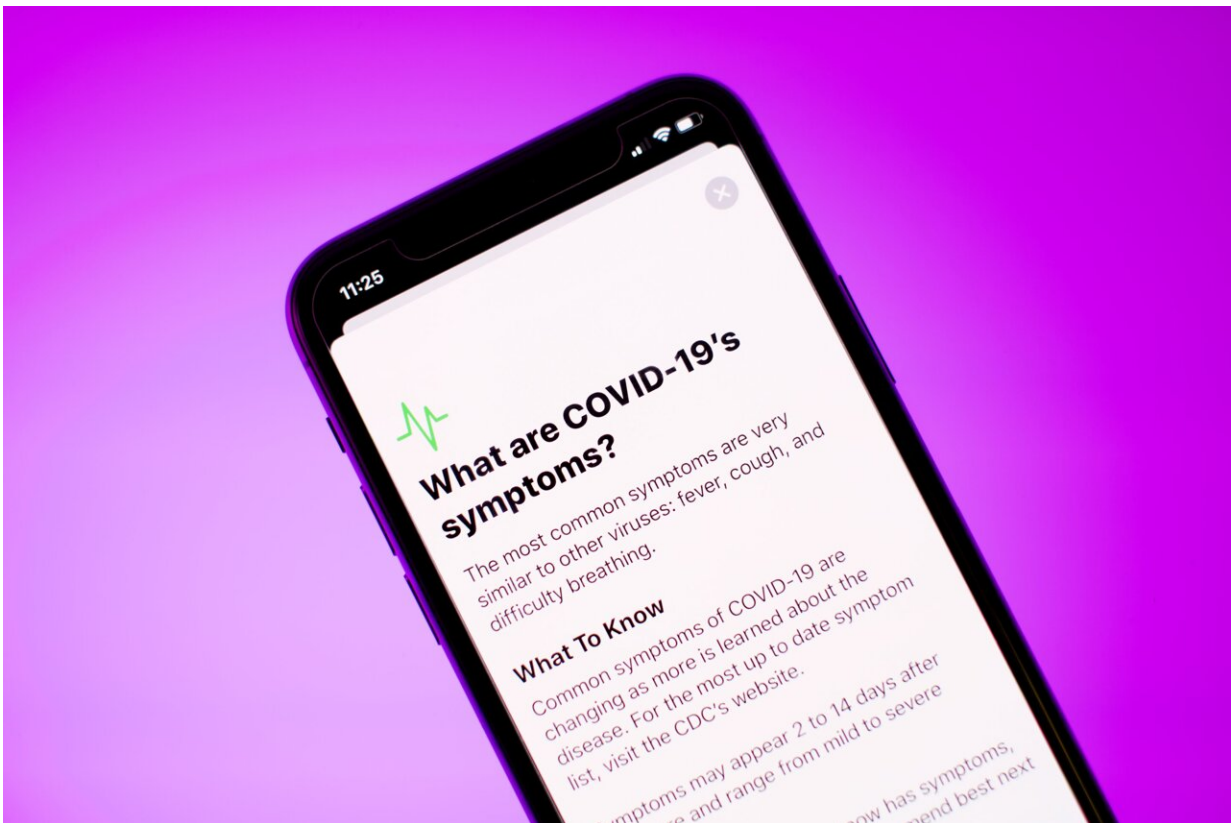 11:25
What are COVID-19's
symptoms?
The most common symptoms are very
similar to other viruses: fever, cough, and
difficulty breathing.
What To Know
Common symptoms of COVID-19 are
changing as more is learned about the
disease. For the most up to date symptom
list, visit the CDC's website.
may appear 2 to 14 days after
and range from mild to severe
has symptoms,
best next